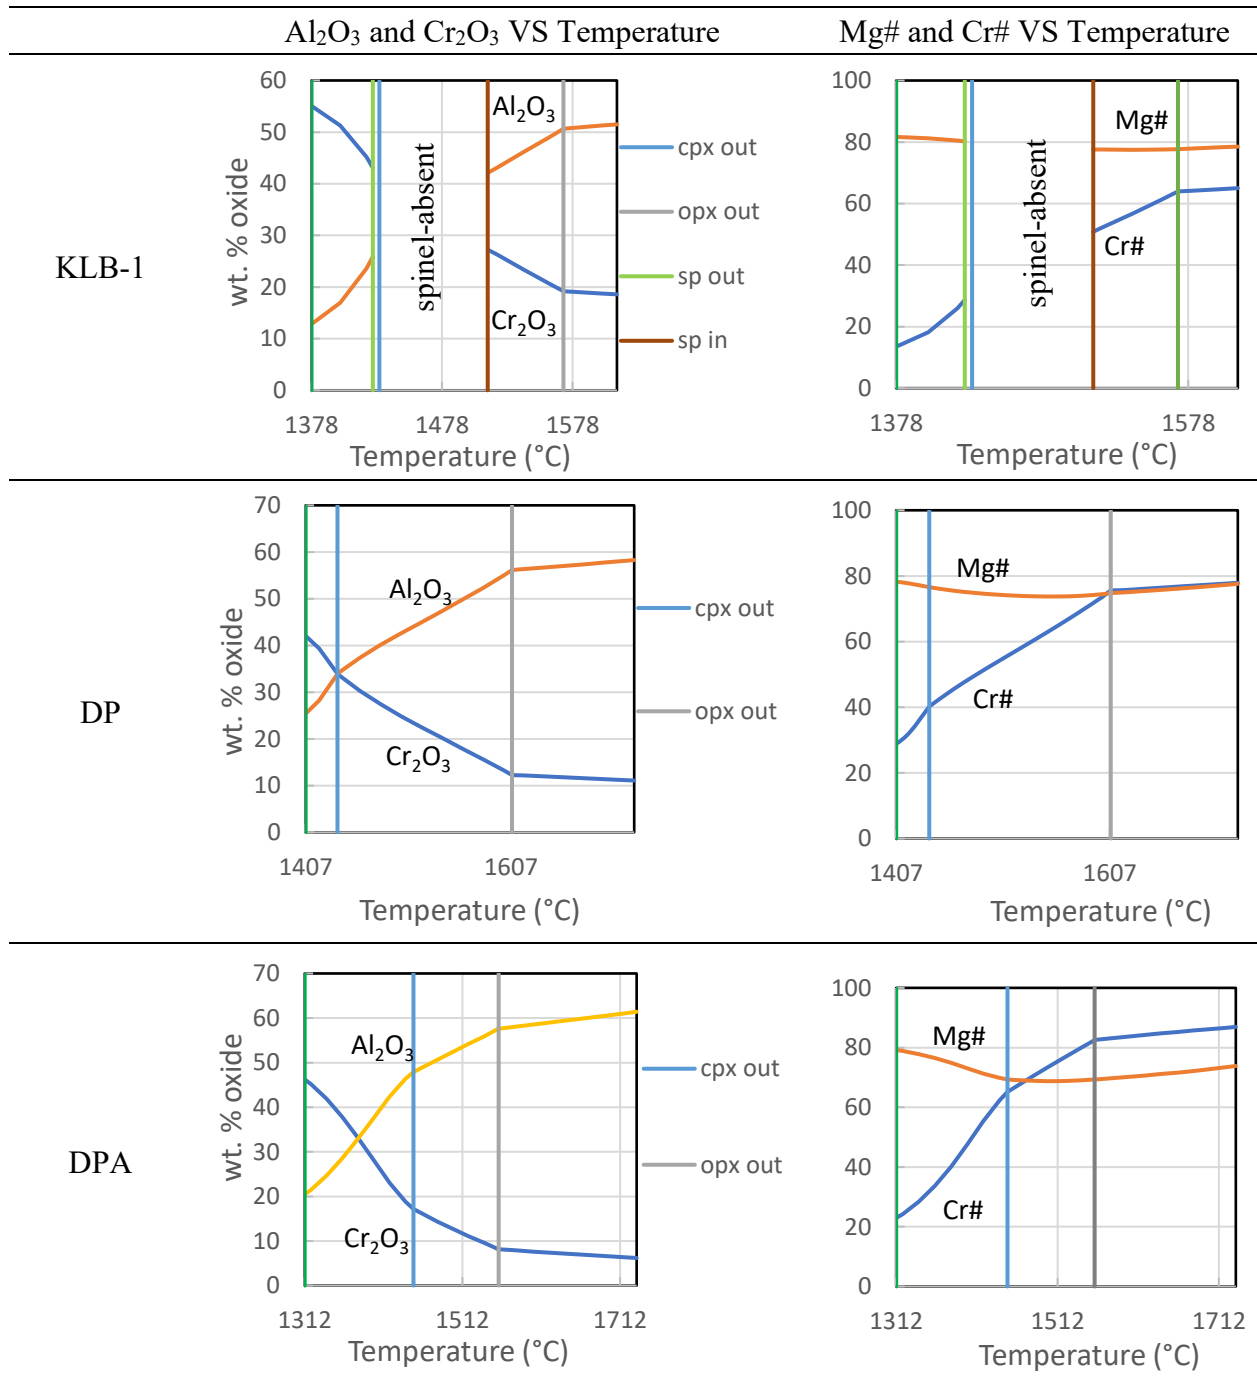 Al₂O₃ and Cr₂O₃ VS Temperature
Mg# and Cr# VS Temperature
KLB-1
wt. % oxide
60
50
40
30
20
10
0
Al₂O₃
spinel-absent
Cr₂O₃
1378
1478
1578
Temperature (°C)
cpx out
opx out
sp out
sp in
100
80
60
40
20
0
Mg#
spinel-absent
Cr#
1378
1578
Temperature (°C)
DP
wt. % oxide
70
60
50
40
30
20
10
0
Al₂O₃
Cr₂O₃
1407
1607
Temperature (°C)
cpx out
opx out
100
80
60
40
20
0
Mg#
Cr#
1407
1607
Temperature (°C)
DPA
wt. % oxide
70
60
50
40
30
20
10
0
Al₂O₃
Cr₂O₃
1312
1512
1712
Temperature (°C)
cpx out
opx out
100
80
60
40
20
0
Mg#
Cr#
1312
1512
1712
Temperature (°C)